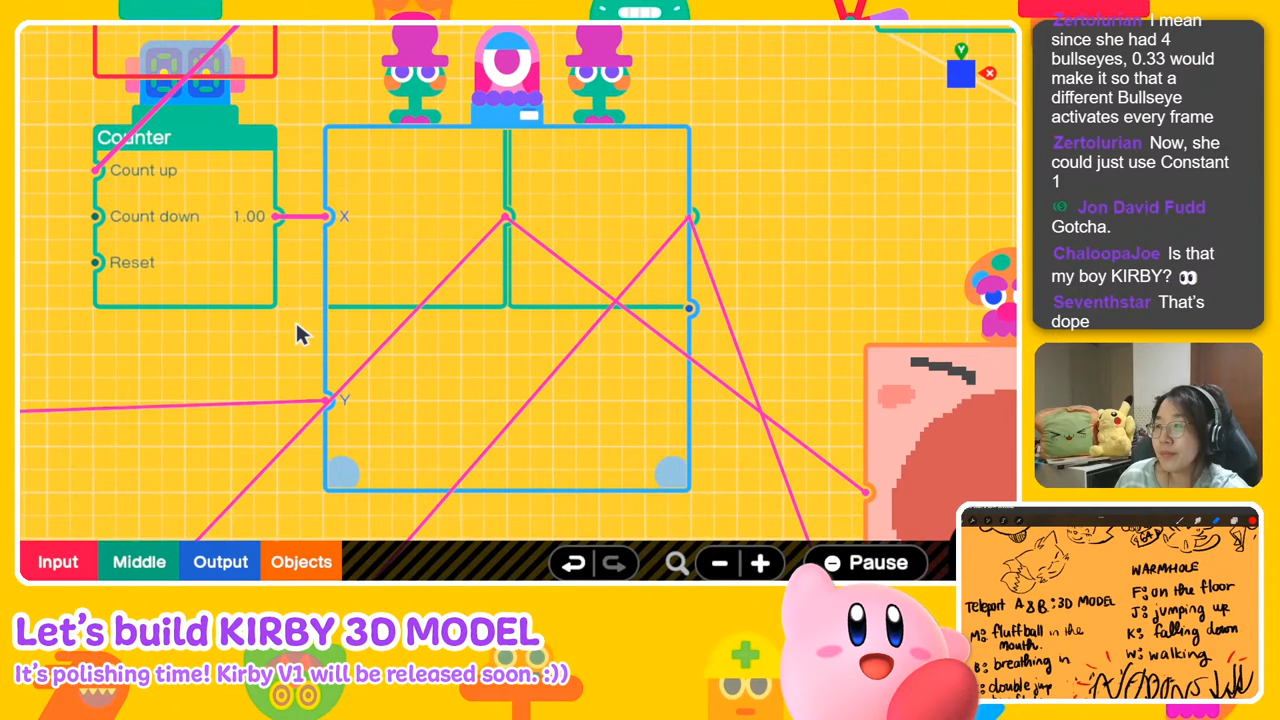 Counter
Count up
Count down 1.00
Reset
X
Y
Y
X
Input
Middle
Output
Objects
Pause
Zertolurian I mean
since she had 4
bullseyes, 0.33 would
make it so that a
different Bullseye
activates every frame
Zertolurian Now, she
could just use Constant
1
Jon David Fudd
Gotcha.
ChaloopaJoe Is that
my boy KIRBY?
Seventhstar That's
dope
Let's build KIRBY 3D MODEL
It's polishing time! Kirby V1 will be released soon. :))
Teleport A&B: 3D MODEL
M: fluffball in the
mouth.
B: breathing in
: double jump
WARMHOLE
F: on the floor
J: jumping up
K: falling down
W: walking